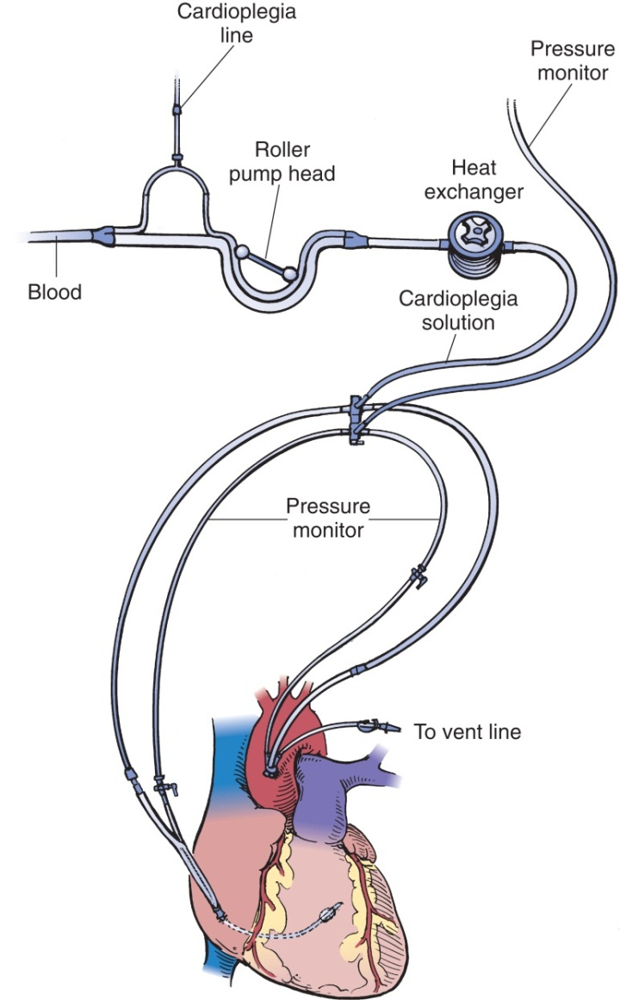 Cardioplegia
line
Pressure
monitor
Roller
pump head
Heat
exchanger
Blood
Cardioplegia
solution
Pressure
monitor
To vent line